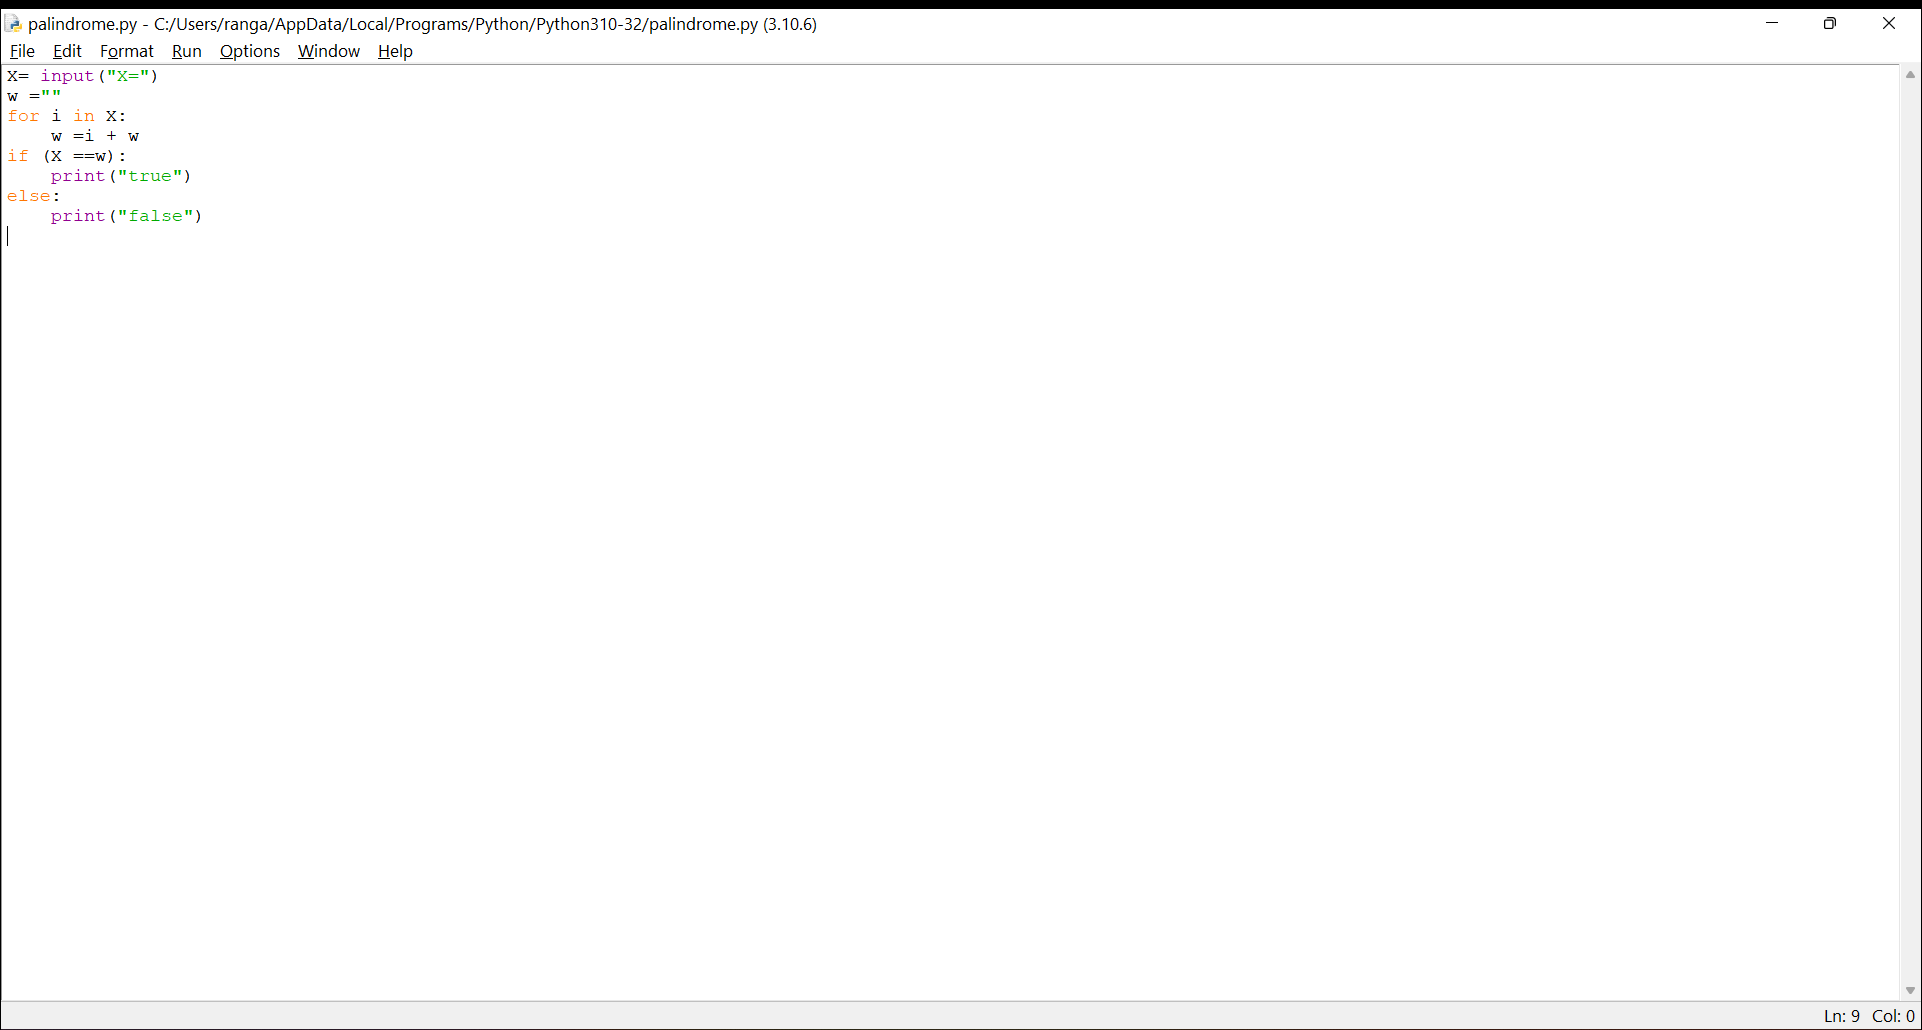 palindrome.py - C:/Users/ranga/AppData/Local/Programs/Python/Python310-32/palindrome.py (3.10.6)
File Edit Format Run Options Window Help
X= input("X=")
w =""
for i in X:
    w =i + w
if (X ==w):
    print("true")
else:
    print("false")
Ln: 9 Col: 0